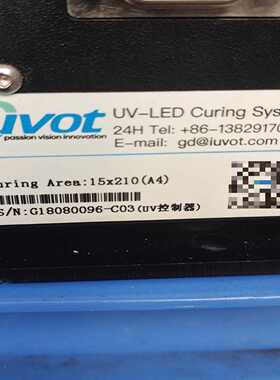 iuvot
passion vision innovation
UV-LED Curing Sys
24H Tel: +86-13829170
E-mail: gd@iuvot.com
uring Area:15x210(A4)
S/N:G18080096-C03(UV控制器)